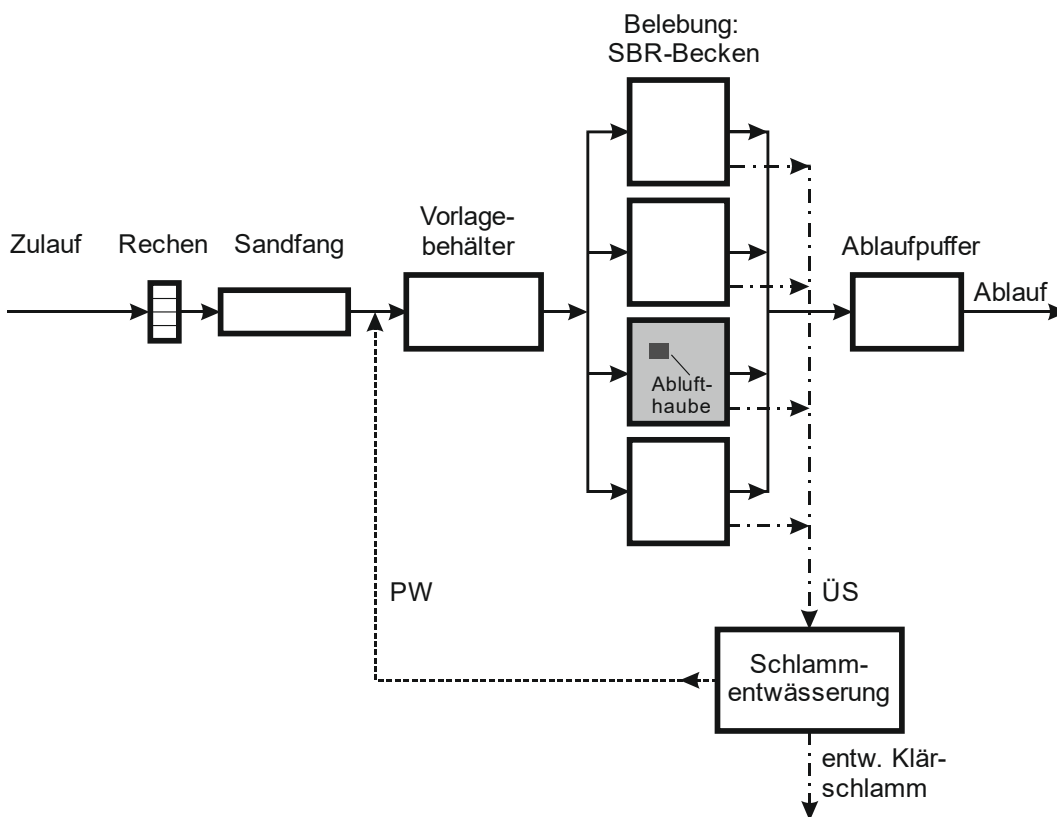 Belebung:
SBR-Becken
Zulauf
Rechen
Sandfang
Vorlage-
behälter
Ablaufpuffer
Ablauf
Abluft-
haube
PW
ÜS
Schlamm-
entwässerung
entw. Klär-
schlamm